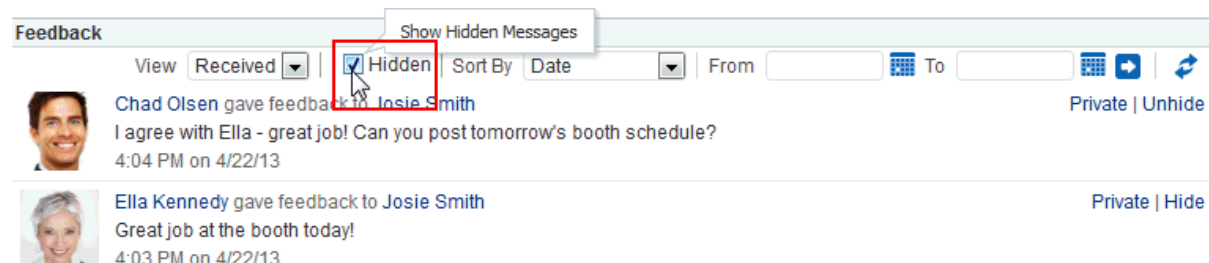 Show Hidden Messages
Feedback
View Received | Hidden | Sort By Date | From To |
Chad Olsen gave feedback to Josie Smith Private | Unhide
I agree with Ella - great job! Can you post tomorrow's booth schedule?
4:04 PM on 4/22/13
Ella Kennedy gave feedback to Josie Smith Private | Hide
Great job at the booth today!
4:03 PM on 4/22/13